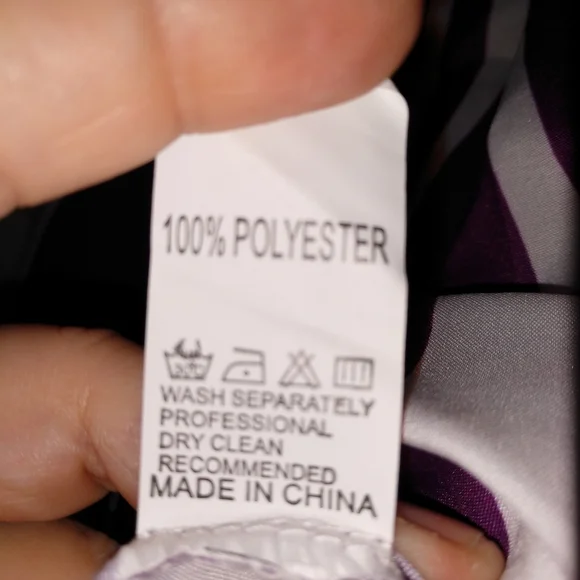 100% POLYESTER
WASH SEPARATELY
PROFESSIONAL
DRY CLEAN
RECOMMENDED
MADE IN CHINA